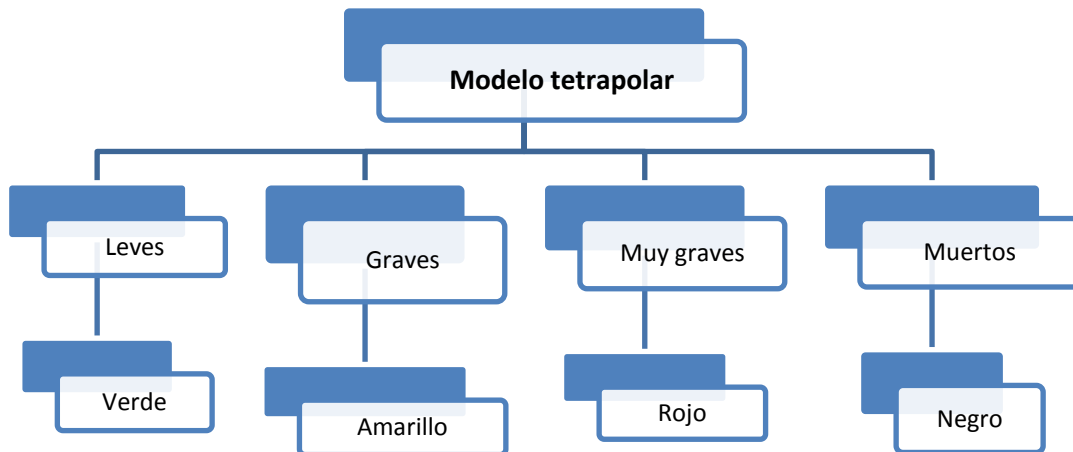 Modelo tetrapolar
Leves
Graves
Muy graves
Muertos
Verde
Amarillo
Rojo
Negro